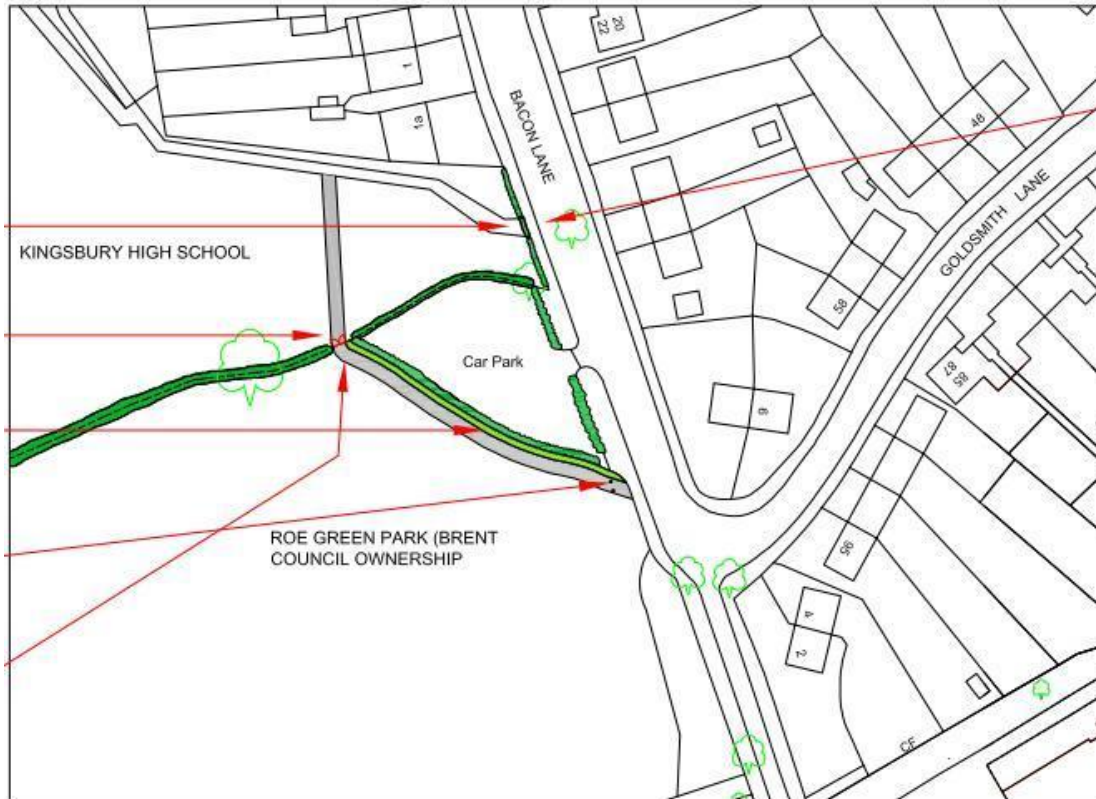 20
22
1
1a
BACON LANE
46
GOLDSMITH LANE
KINGSBURY HIGH SCHOOL
58
Car Park
85
87
6
ROE GREEN PARK (BRENT
COUNCIL OWNERSHIP
95
4
2
CF